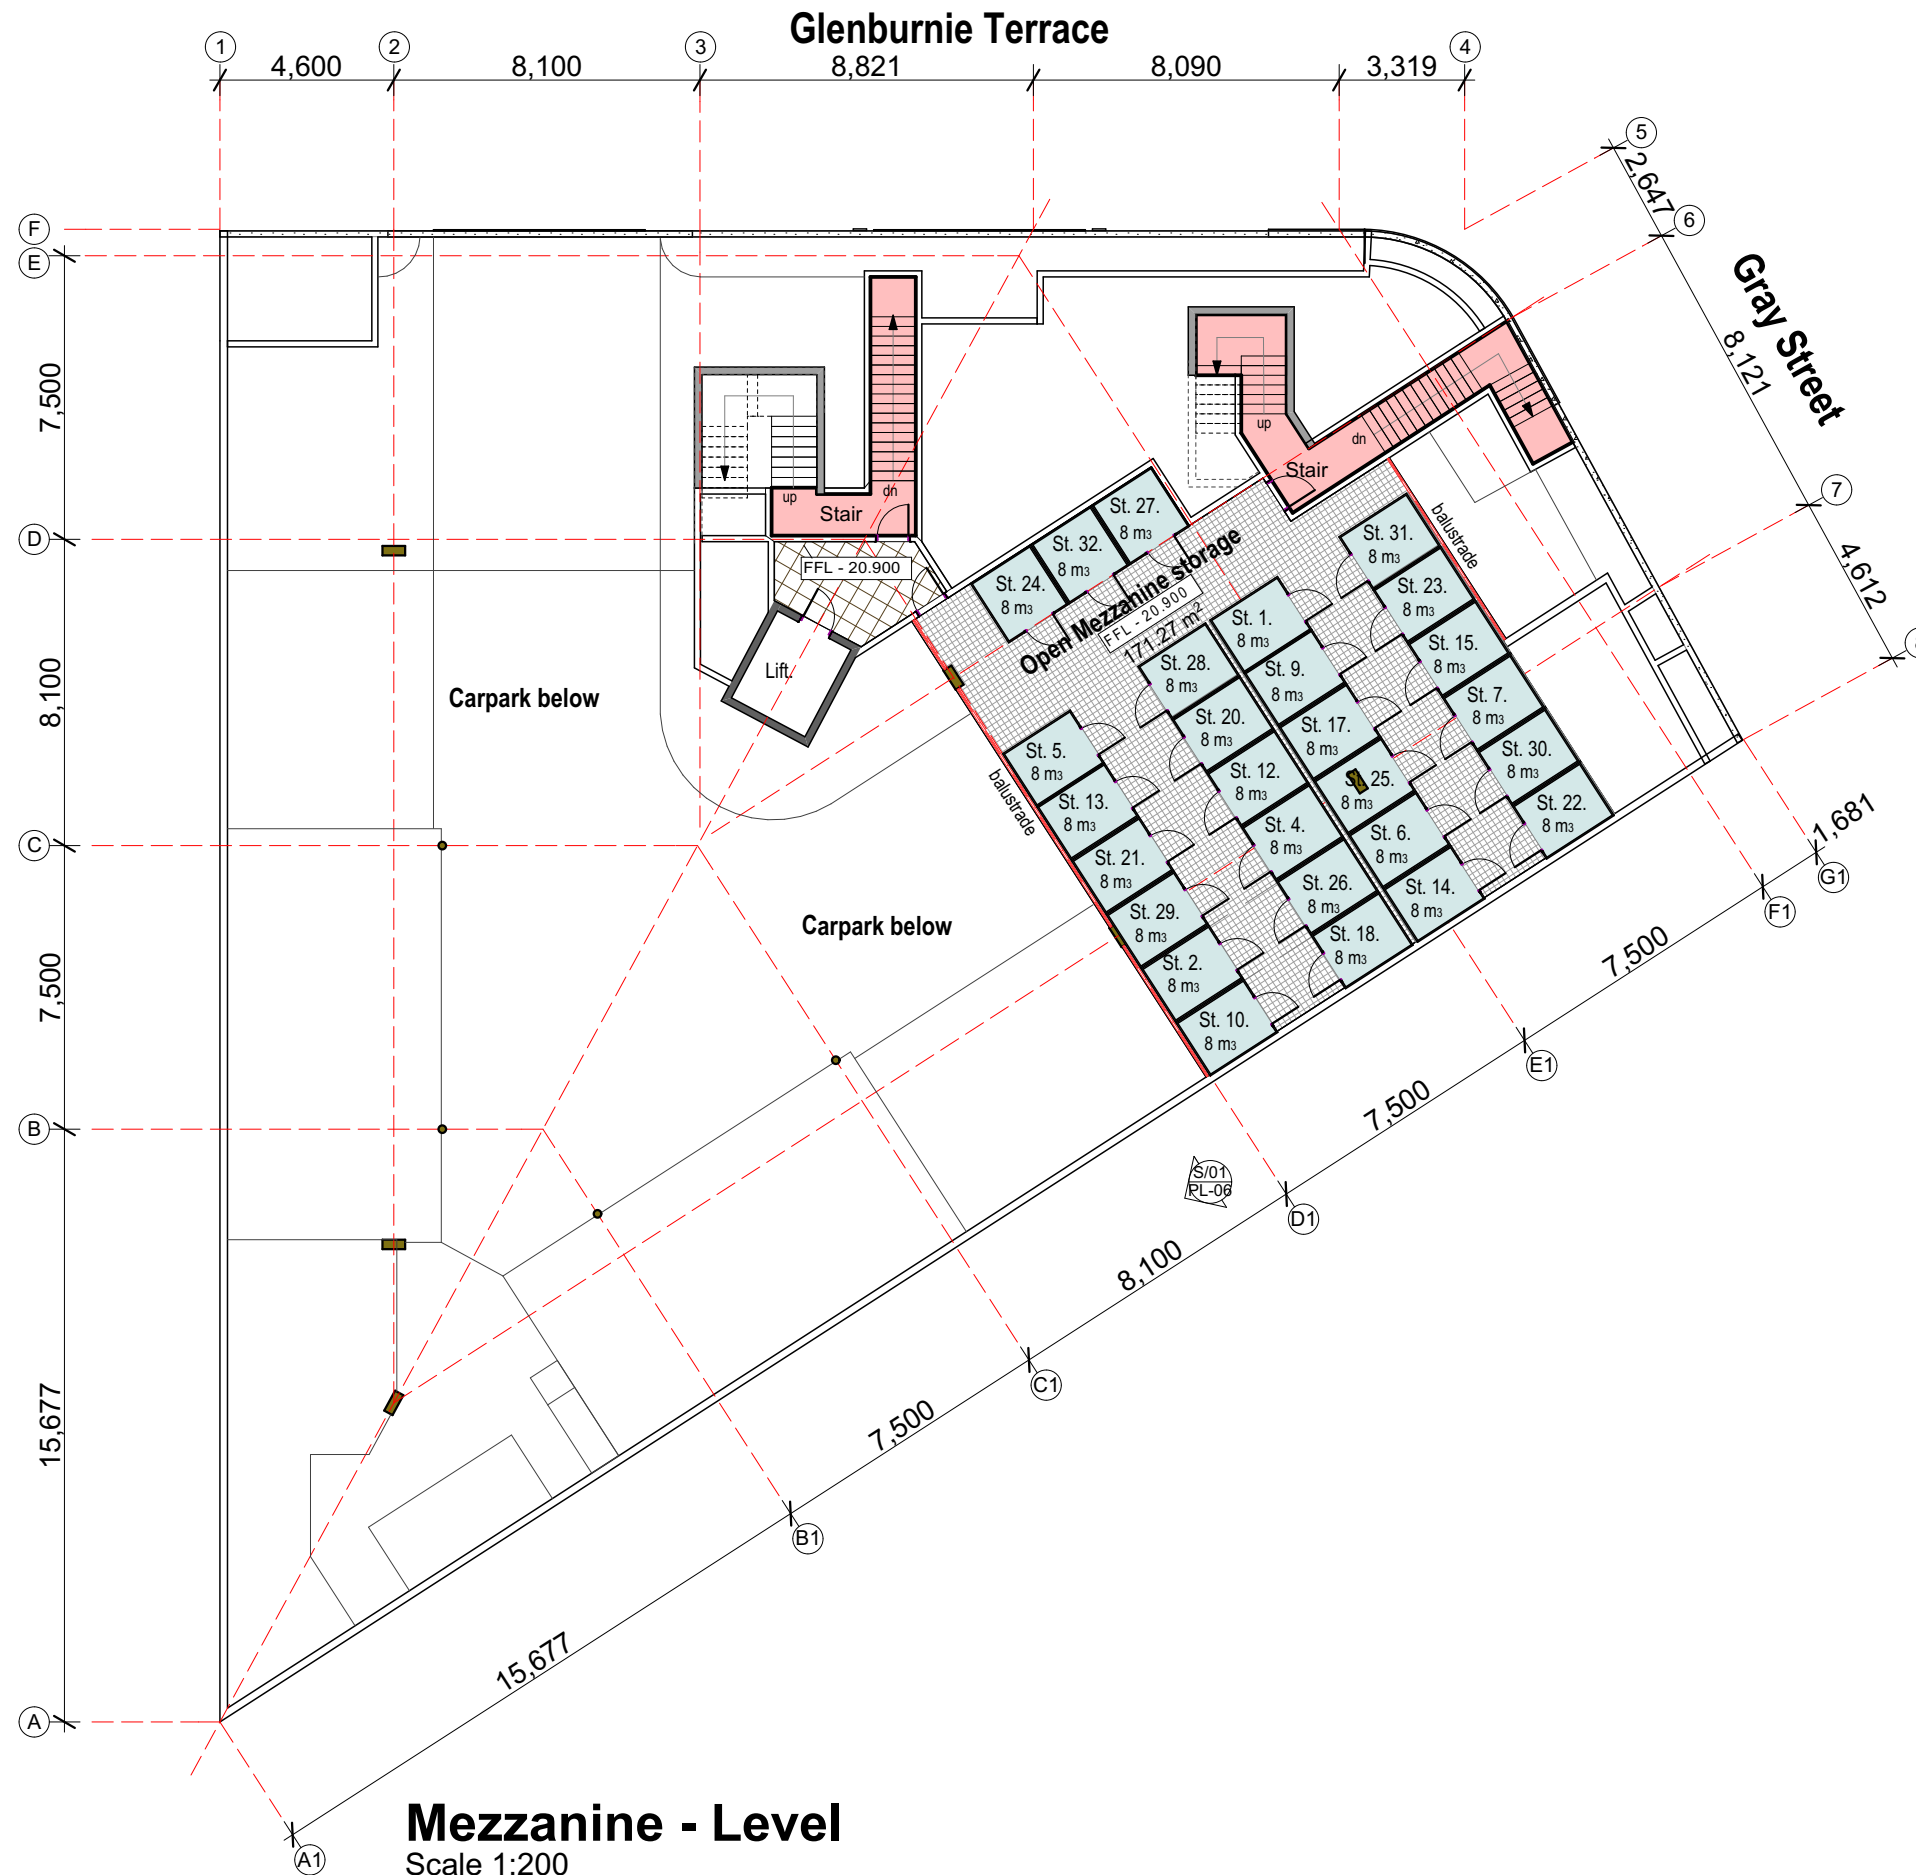 Glenburnie Terrace
1
2
3
4
4,600
8,100
8,821
8,090
3,319
5
2,647
6
Gray Street
8,121
7
4,612
F
E
7,500
D
8,100
C
7,500
B
15,677
A
up
dn
Stair
FFL - 20.900
Lift.
up
dn
Stair
balustrade
Carpark below
Carpark below
balustrade
Open Mezzanine storage
FFL - 20.900
171.27 m²
St. 27.
8 m3
St. 32.
8 m3
St. 24.
8 m3
St. 31.
8 m3
St. 23.
8 m3
St. 15.
8 m3
St. 7.
8 m3
St. 30.
8 m3
St. 22.
8 m3
St. 1.
8 m3
St. 9.
8 m3
St. 17.
8 m3
St. 25.
8 m3
St. 6.
8 m3
St. 14.
8 m3
St. 28.
8 m3
St. 20.
8 m3
St. 12.
8 m3
St. 4.
8 m3
St. 26.
8 m3
St. 18.
8 m3
St. 5.
8 m3
St. 13.
8 m3
St. 21.
8 m3
St. 29.
8 m3
St. 2.
8 m3
St. 10.
8 m3
1,681
G1
F1
7,500
E1
7,500
S/01
PL-06
D1
8,100
C1
7,500
B1
15,677
A1
Mezzanine - Level
Scale 1:200